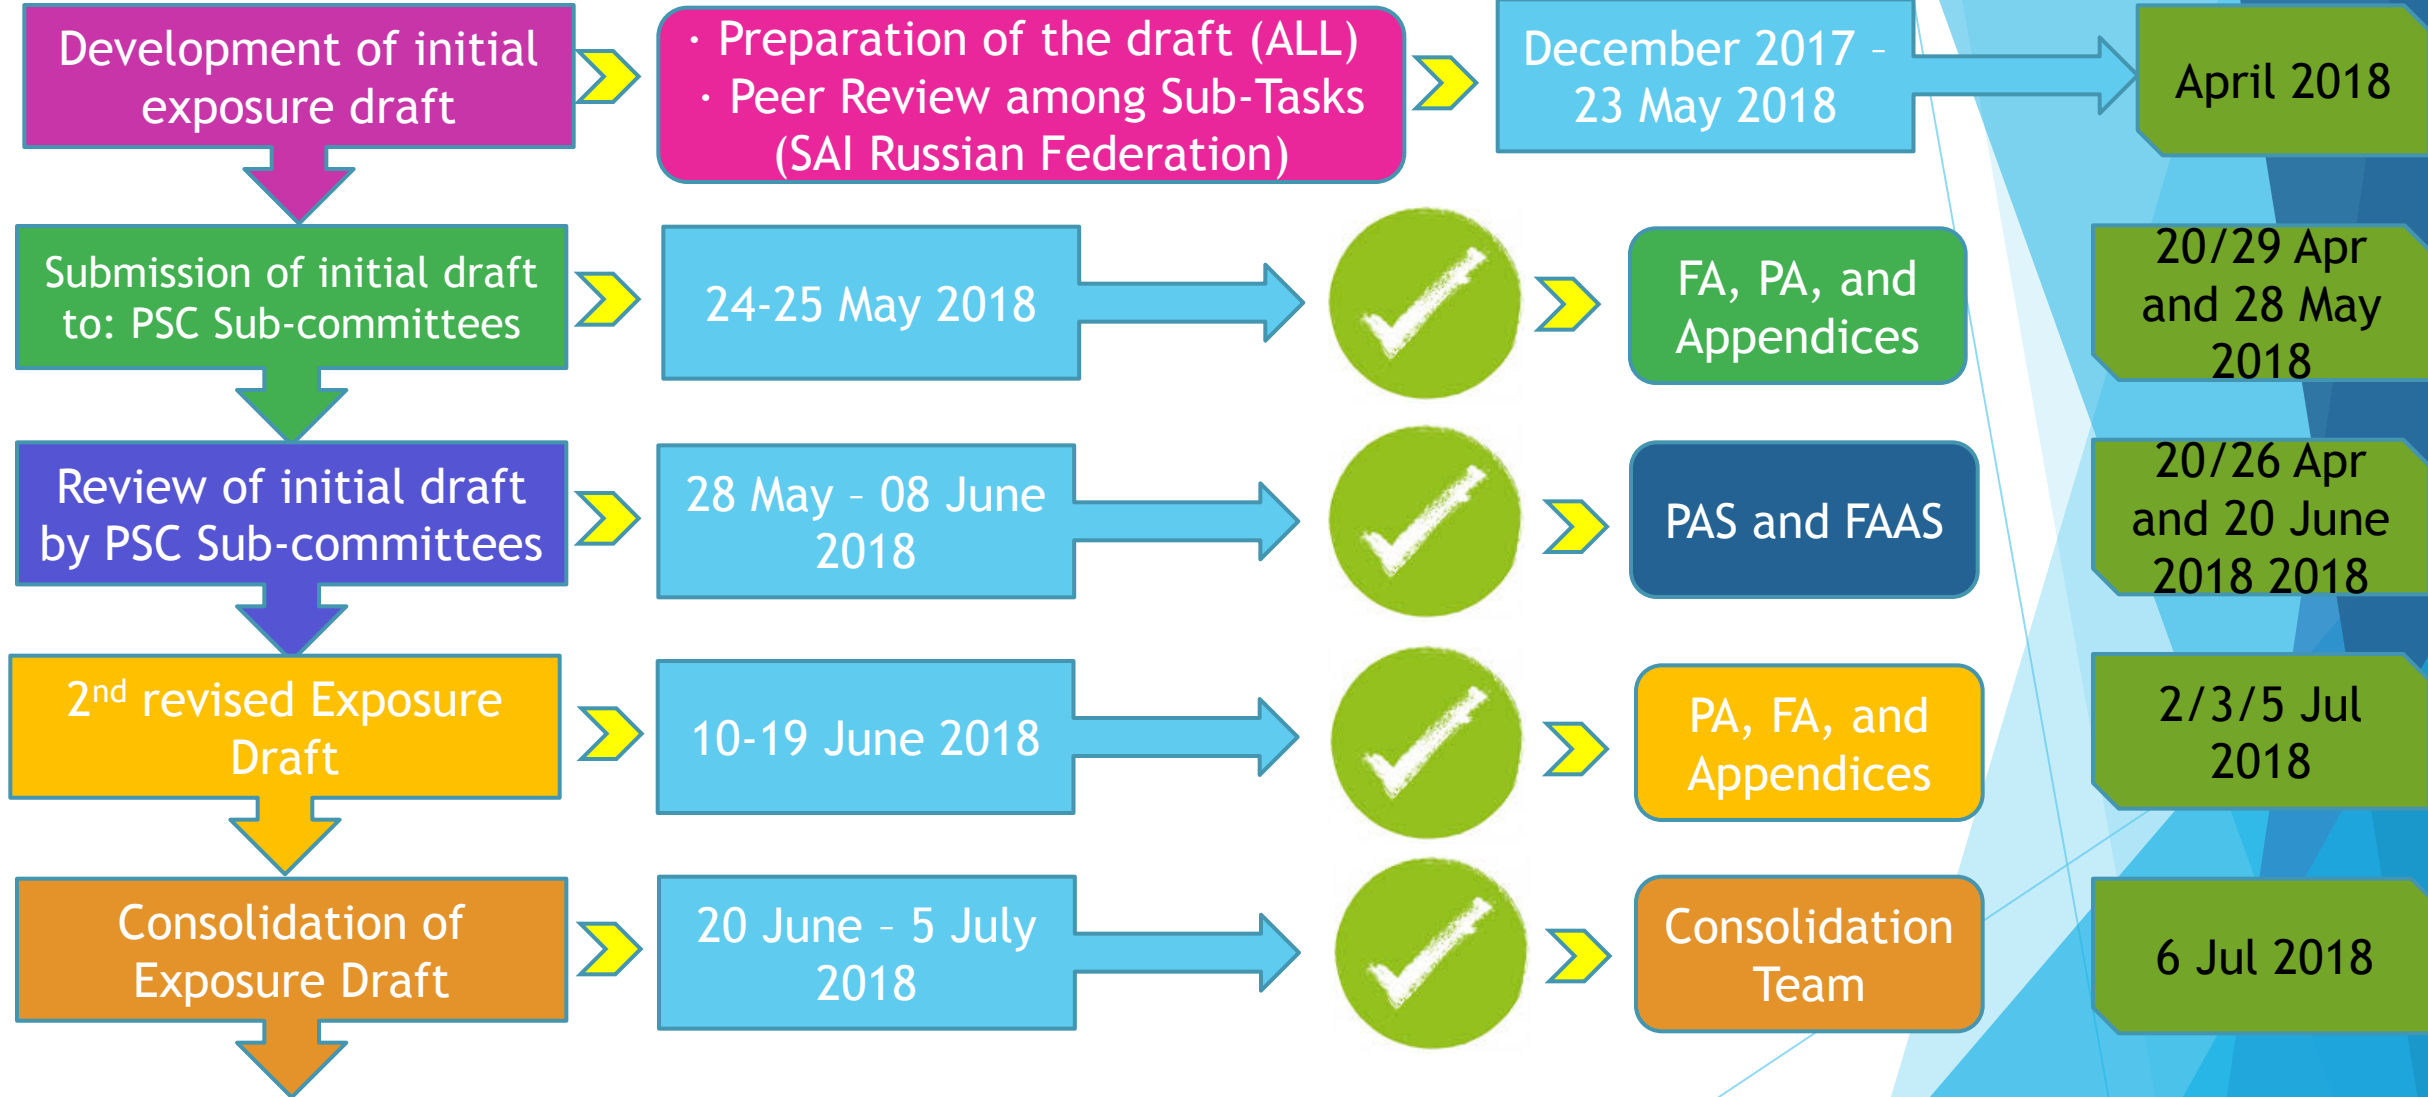 Development of initial
exposure draft
· Preparation of the draft (ALL)
· Peer Review among Sub-Tasks
(SAI Russian Federation)
December 2017 –
23 May 2018
April 2018
Submission of initial draft
to: PSC Sub-committees
24-25 May 2018
FA, PA, and
Appendices
20/29 Apr
and 28 May
2018
Review of initial draft
by PSC Sub-committees
28 May – 08 June
2018
PAS and FAAS
20/26 Apr
and 20 June
2018 2018
2nd revised Exposure
Draft
10-19 June 2018
PA, FA, and
Appendices
2/3/5 Jul
2018
Consolidation of
Exposure Draft
20 June – 5 July
2018
Consolidation
Team
6 Jul 2018